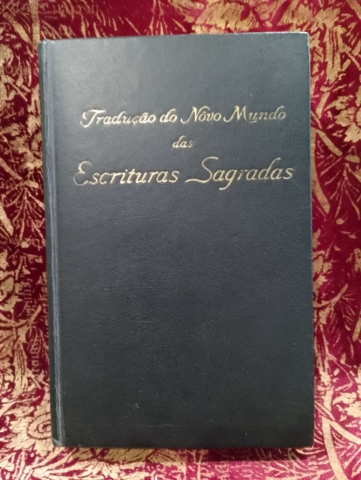 Tradução do Novo Mundo
das
Escrituras Sagradas